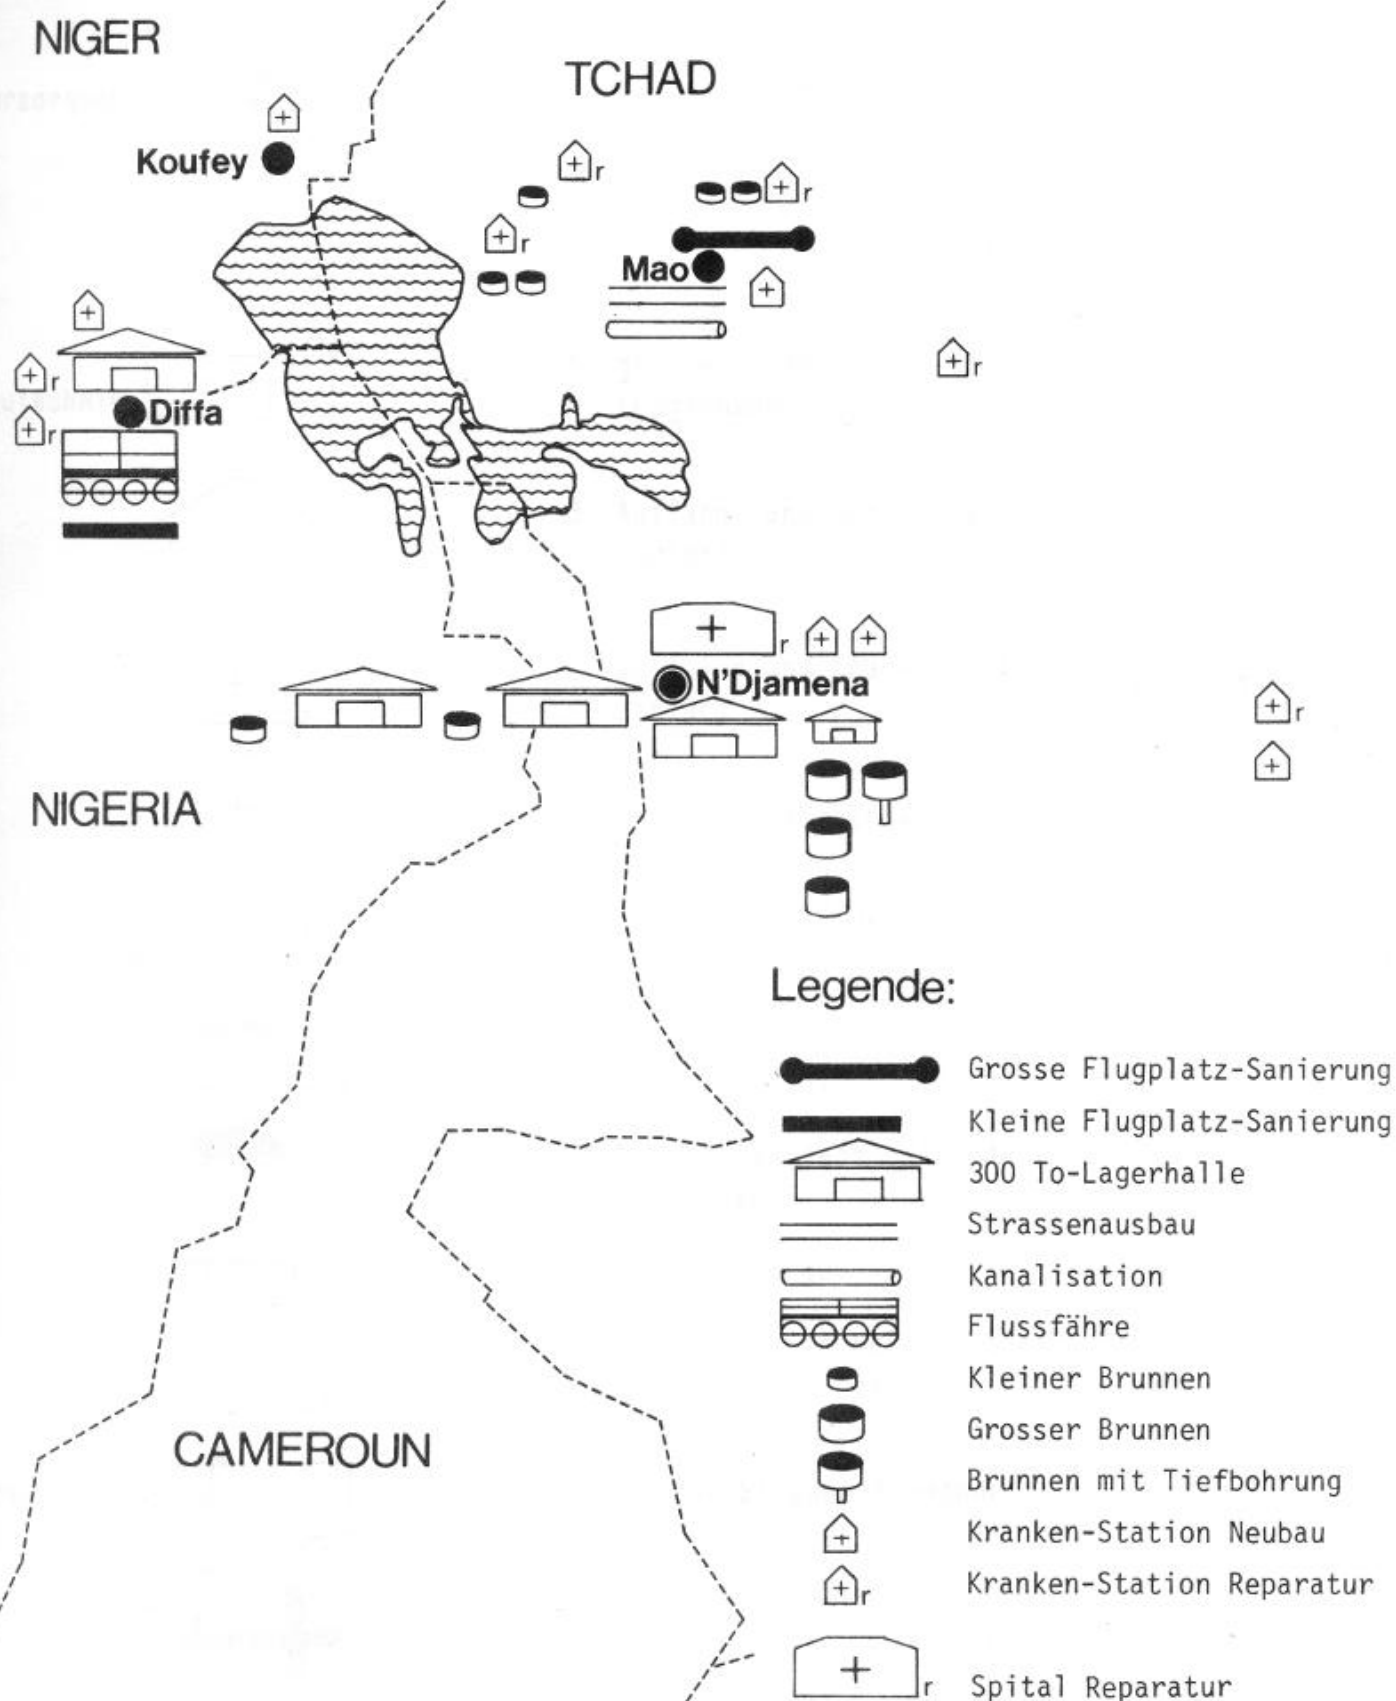 NIGER
TCHAD
Koufey
r
r
r
Mao
r
r
r
Diffa
r
N'Djamena
r
NIGERIA
Legende:
Grosse Flugplatz-Sanierung
Kleine Flugplatz-Sanierung
300 To-Lagerhalle
Strassenausbau
Kanalisation
Flussfähre
Kleiner Brunnen
Grosser Brunnen
Brunnen mit Tiefbohrung
CAMEROUN
Kranken-Station Neubau
r Kranken-Station Reparatur
r Spital Reparatur